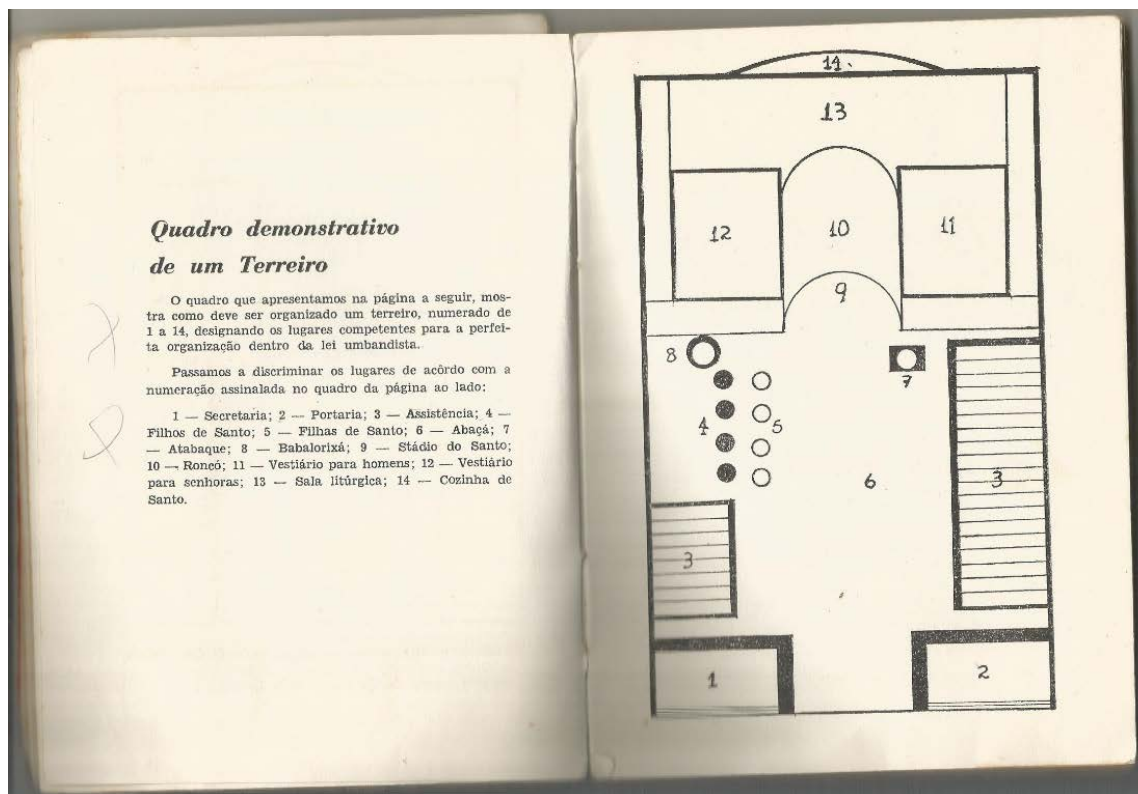 Quadro demonstrativo
de um Terreiro
O quadro que apresentamos na página a seguir, mos-
tra como deve ser organizado um terreiro, numerado de
1 a 14, designando os lugares competentes para a perfei-
ta organização dentro da lei umbandista.
Passamos a discriminar os lugares de acôrdo com a
numeração assinalada no quadro da página ao lado:
1 — Secretaria; 2 — Portaria; 3 — Assistência; 4 —
Filhos de Santo; 5 — Filhas de Santo; 6 — Abaçá; 7
— Atabaque; 8 — Babalorixá; 9 — Stádio do Santo;
10 — Roncó; 11 — Vestiário para homens; 12 — Vestiário
para senhoras; 13 — Sala litúrgica; 14 — Cozinha de
Santo.
14
13
12
10
11
9
8
7
4
5
6
3
3
1
2